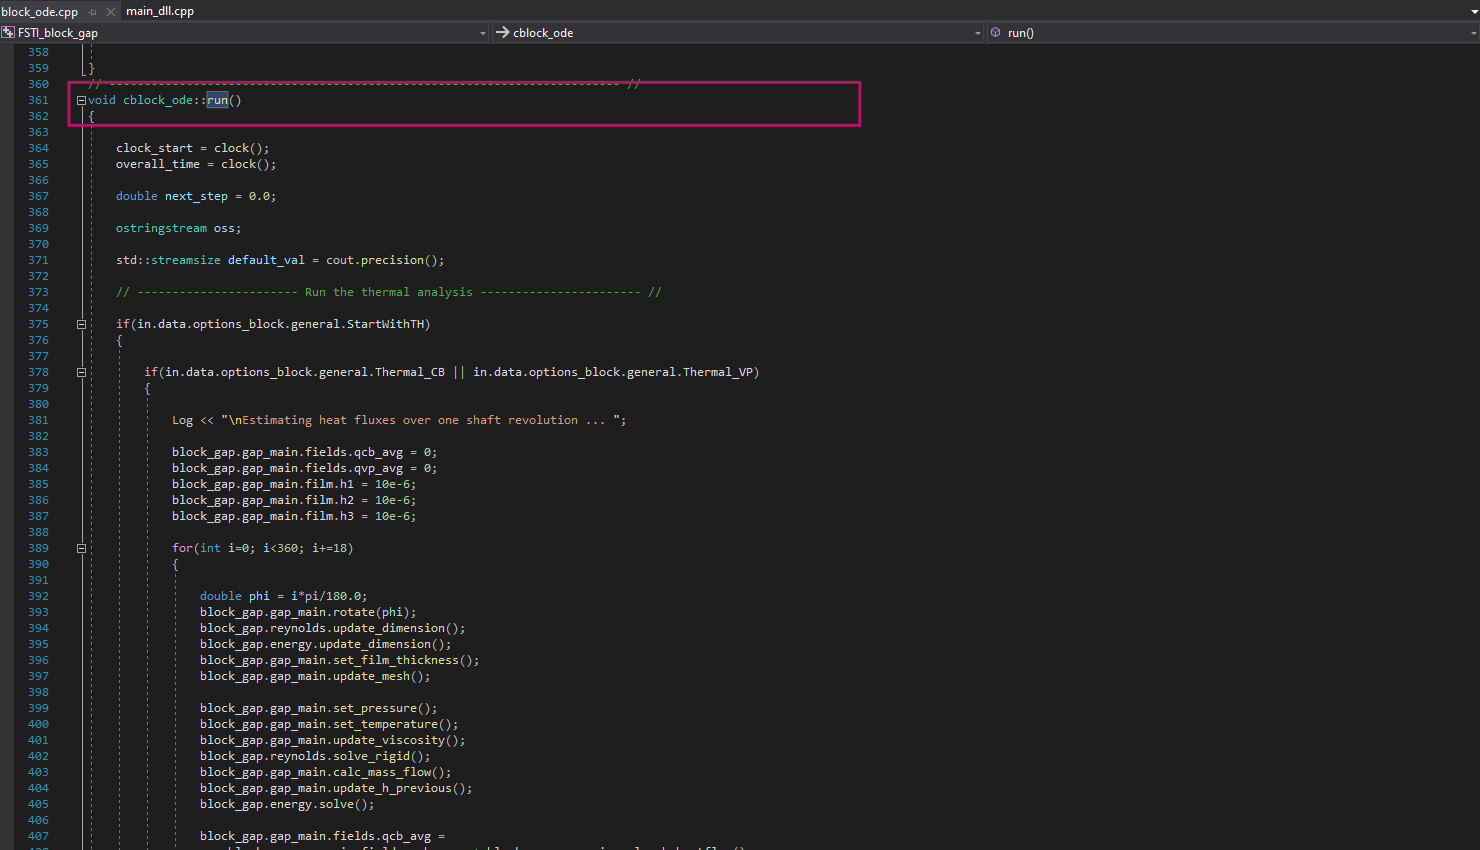 block_ode.cpp
main_dll.cpp
FSTI_block_gap
cblock_ode
run()
358
359 }
360 // ------------------------------------------------------------------------- //
361 void cblock_ode::run()
362 {
363
364 clock_start = clock();
365 overall_time = clock();
366
367 double next_step = 0.0;
368
369 ostringstream oss;
370
371 std::streamsize default_val = cout.precision();
372
373 // ----------------------- Run the thermal analysis ----------------------- //
374
375 if(in.data.options_block.general.StartWithTH)
376 {
377
378 if(in.data.options_block.general.Thermal_CB || in.data.options_block.general.Thermal_VP)
379 {
380
381 Log << "\nEstimating heat fluxes over one shaft revolution ... ";
382
383 block_gap.gap_main.fields.qcb_avg = 0;
384 block_gap.gap_main.fields.qvp_avg = 0;
385 block_gap.gap_main.film.h1 = 10e-6;
386 block_gap.gap_main.film.h2 = 10e-6;
387 block_gap.gap_main.film.h3 = 10e-6;
388
389 for(int i=0; i<360; i+=18)
390 {
391
392 double phi = i*pi/180.0;
393 block_gap.gap_main.rotate(phi);
394 block_gap.reynolds.update_dimension();
395 block_gap.energy.update_dimension();
396 block_gap.gap_main.set_film_thickness();
397 block_gap.gap_main.update_mesh();
398
399 block_gap.gap_main.set_pressure();
400 block_gap.gap_main.set_temperature();
401 block_gap.gap_main.update_viscosity();
402 block_gap.reynolds.solve_rigid();
403 block_gap.gap_main.calc_mass_flow();
404 block_gap.gap_main.update_h_previous();
405 block_gap.energy.solve();
406
407 block_gap.gap_main.fields.qcb_avg =